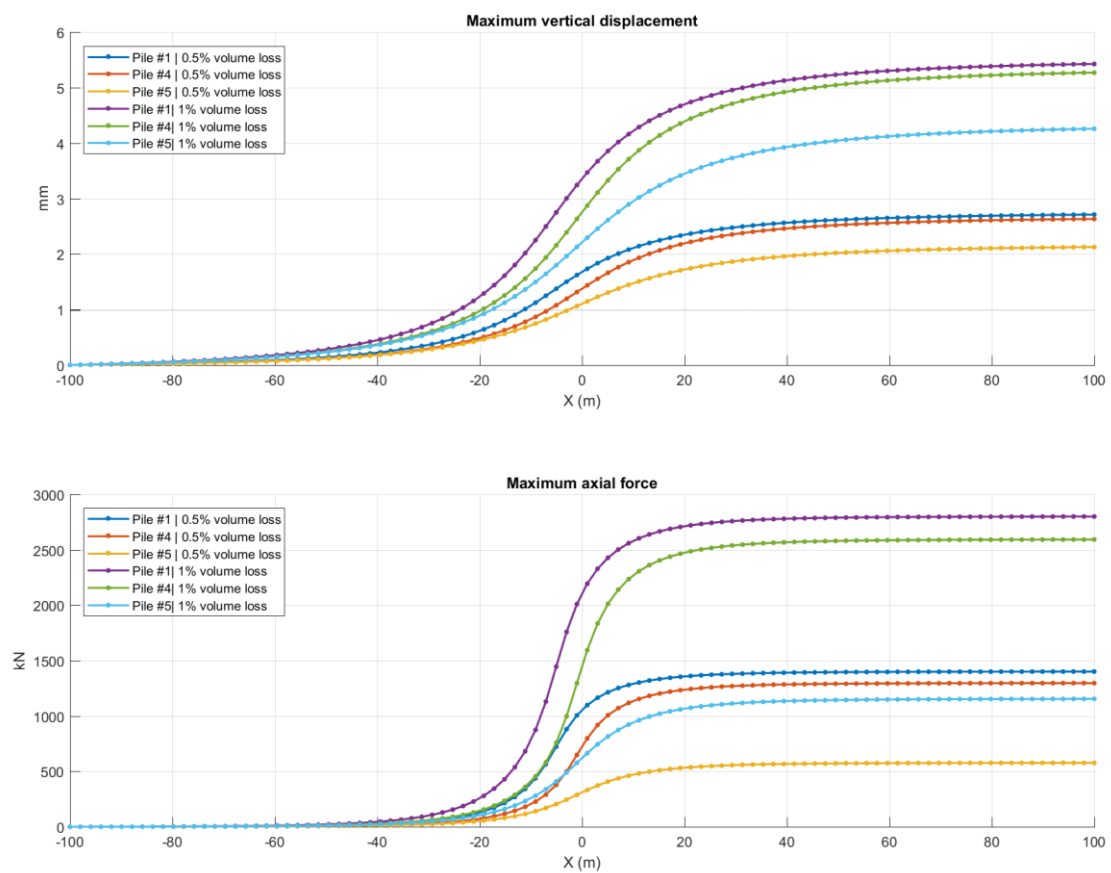 Maximum vertical displacement
6
5
4
3
2
1
0
mm
Pile #1 | 0.5% volume loss
Pile #4 | 0.5% volume loss
Pile #5 | 0.5% volume loss
Pile #1| 1% volume loss
Pile #4| 1% volume loss
Pile #5| 1% volume loss
-100 -80 -60 -40 -20 0 20 40 60 80 100
X (m)
Maximum axial force
3000
2500
2000
1500
1000
500
0
kN
Pile #1 | 0.5% volume loss
Pile #4 | 0.5% volume loss
Pile #5 | 0.5% volume loss
Pile #1| 1% volume loss
Pile #4| 1% volume loss
Pile #5| 1% volume loss
-100 -80 -60 -40 -20 0 20 40 60 80 100
X (m)